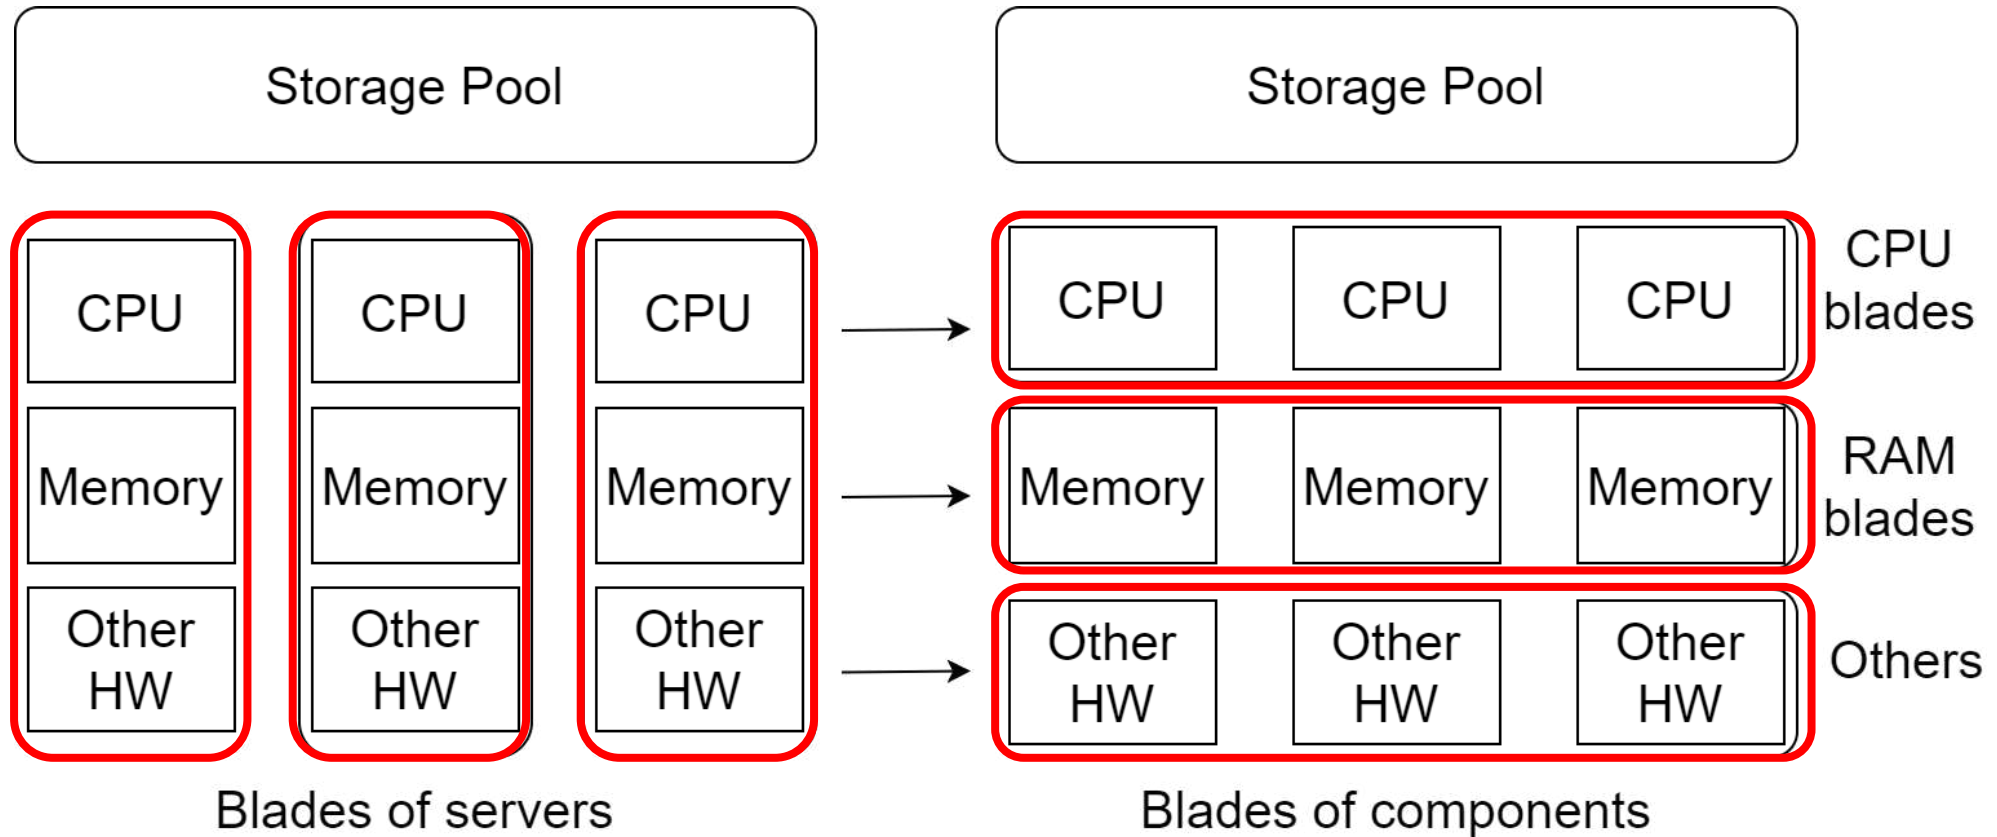 Storage Pool
Storage Pool
CPU
CPU
CPU
Memory
Memory
Memory
Other
HW
Other
HW
Other
HW
Blades of servers
CPU
CPU
CPU
CPU
blades
Memory
Memory
Memory
RAM
blades
Other
HW
Other
HW
Other
HW
Others
Blades of components